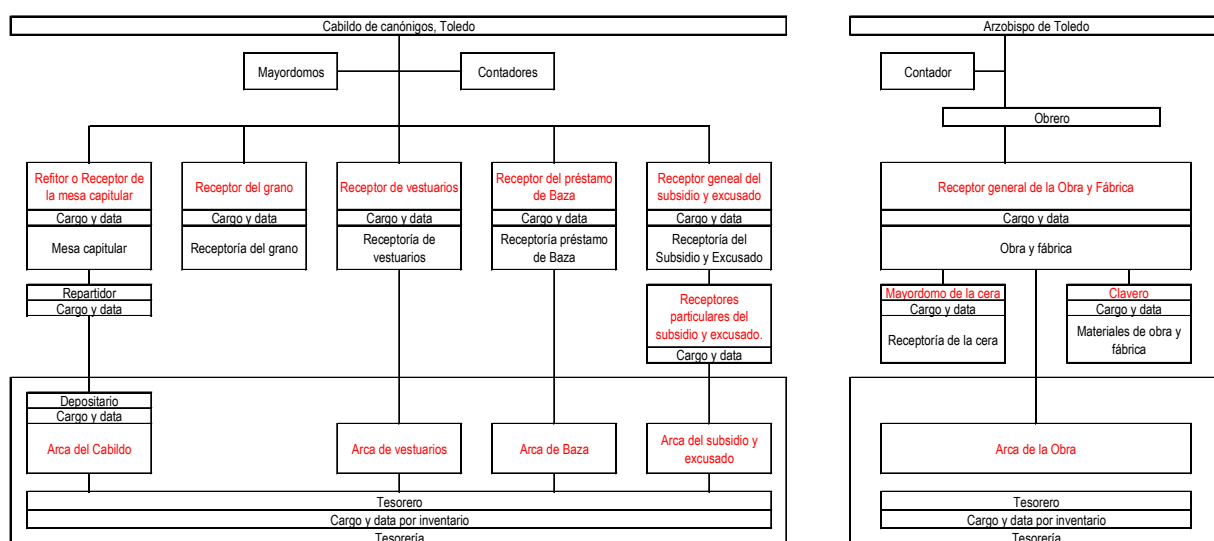 Cabildo de canónigos, Toledo
Mayordomos
Contadores
Refitor o Receptor de
la mesa capitular
Cargo y data
Mesa capitular
Repartidor
Cargo y data
Receptor del grano
Cargo y data
Receptoría del grano
Receptor de vestuarios
Cargo y data
Receptoría de
vestuarios
Receptor del préstamo
de Baza
Cargo y data
Receptoría préstamo
de Baza
Receptor geneal del
subsidio y excusado
Cargo y data
Receptoría del
Subsidio y Excusado
Receptores
particulares del
subsidio y excusado.
Cargo y data
Depositario
Cargo y data
Arca del Cabildo
Arca de vestuarios
Arca de Baza
Arca del subsidio y
excusado
Tesorero
Cargo y data por inventario
Tesorería
Arzobispo de Toledo
Contador
Obrero
Receptor general de la Obra y Fábrica
Cargo y data
Obra y fábrica
Mayordomo de la cera
Cargo y data
Receptoría de la cera
Clavero
Cargo y data
Materiales de obra y
fábrica
Arca de la Obra
Tesorero
Cargo y data por inventario
Tesorería